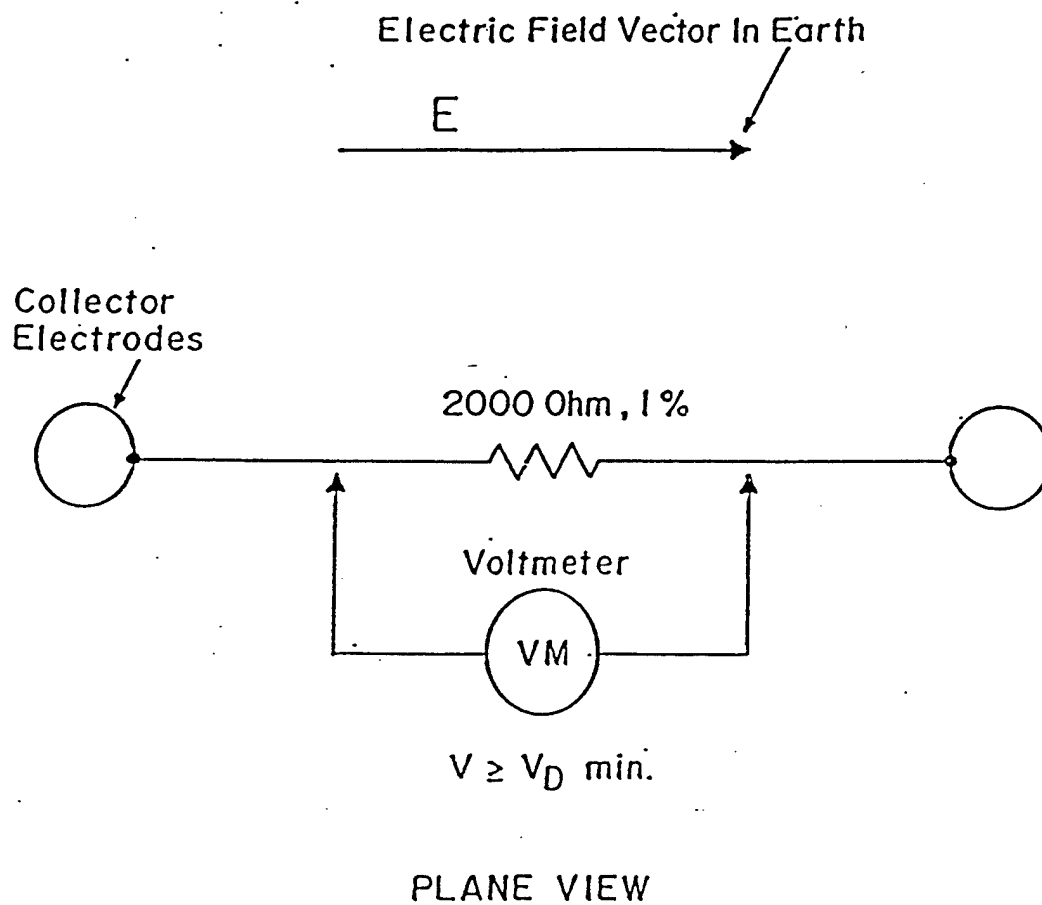 Electric Field Vector In Earth
E
Collector
Electrodes
2000 Ohm, 1%
Voltmeter
VM
V ≥ VD min.
PLANE VIEW